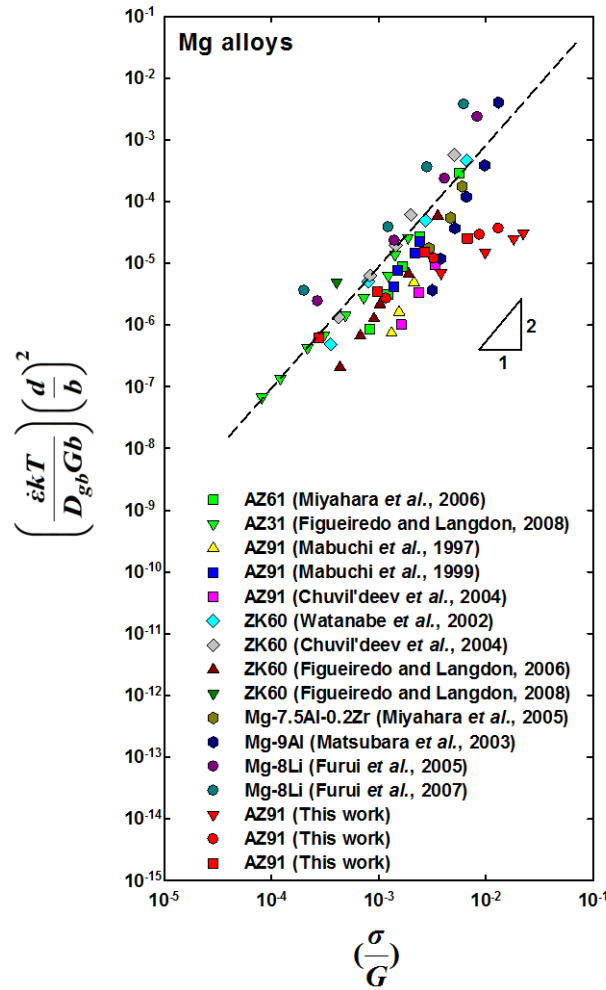 Mg alloys
10^-1
10^-2
10^-3
10^-4
10^-5
10^-6
10^-7
10^-8
10^-9
10^-10
10^-11
10^-12
10^-13
10^-14
10^-15
(ε̇kT / D_gb Gb) (d / b)^2
2
1
AZ61 (Miyahara et al., 2006)
AZ31 (Figueiredo and Langdon, 2008)
AZ91 (Mabuchi et al., 1997)
AZ91 (Mabuchi et al., 1999)
AZ91 (Chuvil'deev et al., 2004)
ZK60 (Watanabe et al., 2002)
ZK60 (Chuvil'deev et al., 2004)
ZK60 (Figueiredo and Langdon, 2006)
ZK60 (Figueiredo and Langdon, 2008)
Mg-7.5Al-0.2Zr (Miyahara et al., 2005)
Mg-9Al (Matsubara et al., 2003)
Mg-8Li (Furui et al., 2005)
Mg-8Li (Furui et al., 2007)
AZ91 (This work)
AZ91 (This work)
AZ91 (This work)
10^-5 10^-4 10^-3 10^-2 10^-1
(σ / G)